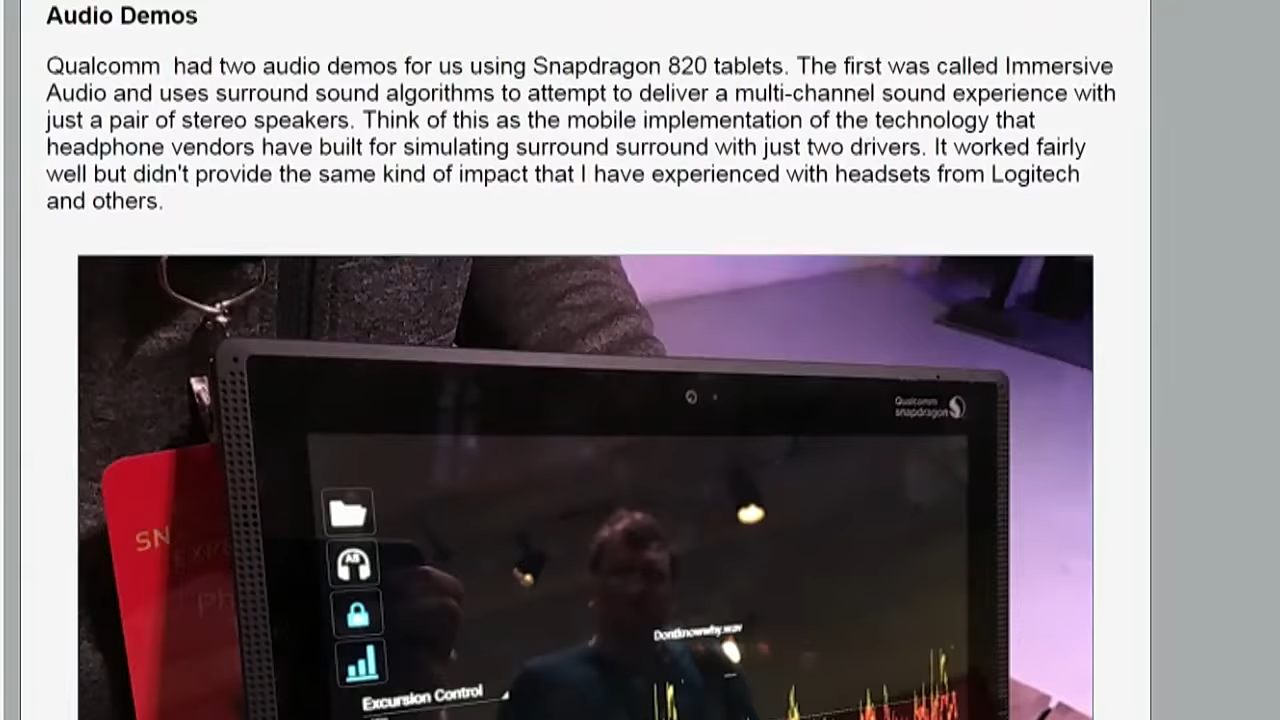 Audio Demos
Qualcomm had two audio demos for us using Snapdragon 820 tablets. The first was called Immersive
Audio and uses surround sound algorithms to attempt to deliver a multi-channel sound experience with
just a pair of stereo speakers. Think of this as the mobile implementation of the technology that
headphone vendors have built for simulating surround surround with just two drivers. It worked fairly
well but didn't provide the same kind of impact that I have experienced with headsets from Logitech
and others.
Qualcomm
snapdragon
SN
Dontknowwhy.wav
Excursion Control